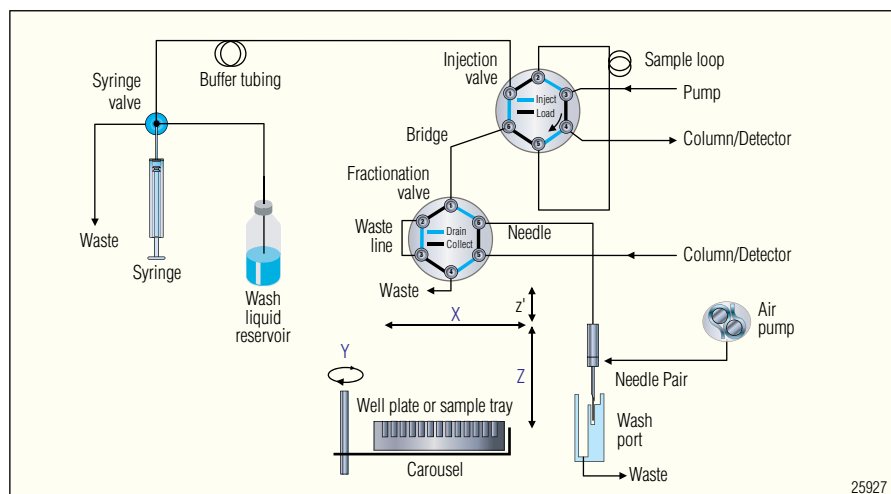 Syringe
valve
Buffer tubing
Injection
valve
Sample loop
1
2
3
4
5
6
Inject
Load
Pump
Column/Detector
Bridge
Fractionation
valve
1
2
3
4
5
6
Drain
Collect
Waste
line
Needle
Column/Detector
Waste
Waste
Syringe
Wash
liquid
reservoir
X
z'
Air
pump
Y
Z
Needle Pair
Well plate or sample tray
Wash
port
Carousel
Waste
25927